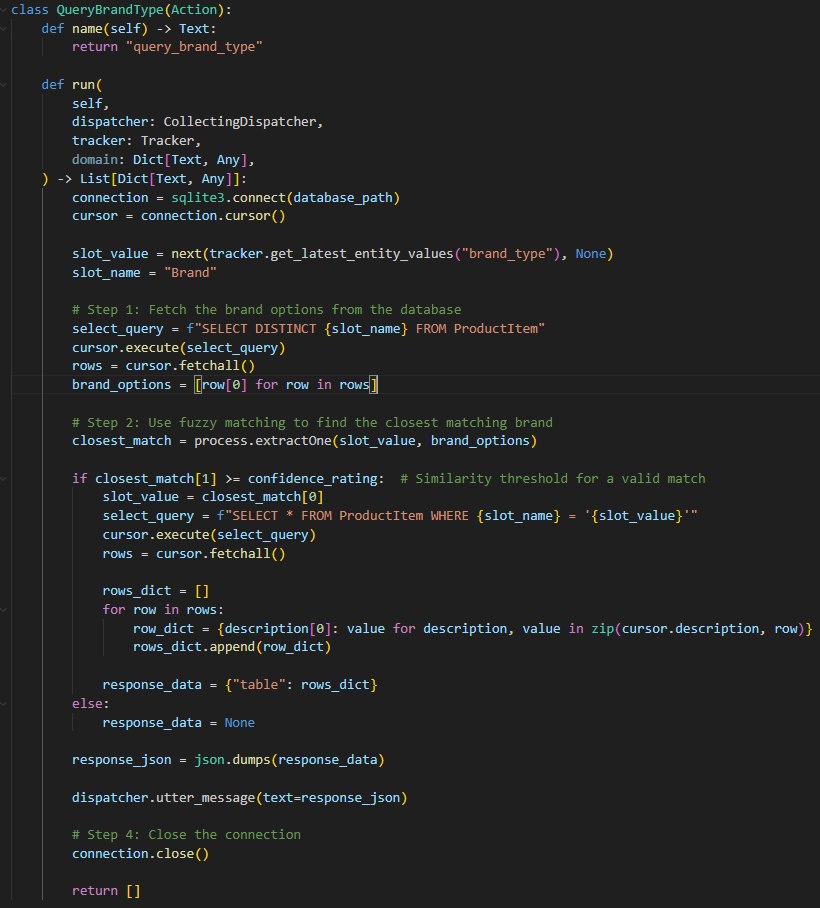 class QueryBrandType(Action):
    def name(self) -> Text:
        return "query_brand_type"

    def run(
        self,
        dispatcher: CollectingDispatcher,
        tracker: Tracker,
        domain: Dict[Text, Any],
    ) -> List[Dict[Text, Any]]:
        connection = sqlite3.connect(database_path)
        cursor = connection.cursor()

        slot_value = next(tracker.get_latest_entity_values("brand_type"), None)
        slot_name = "Brand"

        # Step 1: Fetch the brand options from the database
        select_query = f"SELECT DISTINCT {slot_name} FROM ProductItem"
        cursor.execute(select_query)
        rows = cursor.fetchall()
        brand_options = [row[0] for row in rows]

        # Step 2: Use fuzzy matching to find the closest matching brand
        closest_match = process.extractOne(slot_value, brand_options)

        if closest_match[1] >= confidence_rating:  # Similarity threshold for a valid match
            slot_value = closest_match[0]
            select_query = f"SELECT * FROM ProductItem WHERE {slot_name} = '{slot_value}'"
            cursor.execute(select_query)
            rows = cursor.fetchall()

            rows_dict = []
            for row in rows:
                row_dict = {description[0]: value for description, value in zip(cursor.description, row)}
                rows_dict.append(row_dict)

            response_data = {"table": rows_dict}
        else:
            response_data = None

        response_json = json.dumps(response_data)

        dispatcher.utter_message(text=response_json)

        # Step 4: Close the connection
        connection.close()

        return []